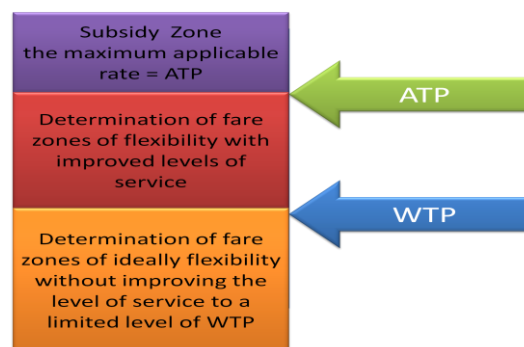 Subsidy Zone
the maximum applicable
rate = ATP
ATP
Determination of fare
zones of flexibility with
improved levels of
service
WTP
Determination of fare
zones of ideally flexibility
without improving the
level of service to a
limited level of WTP